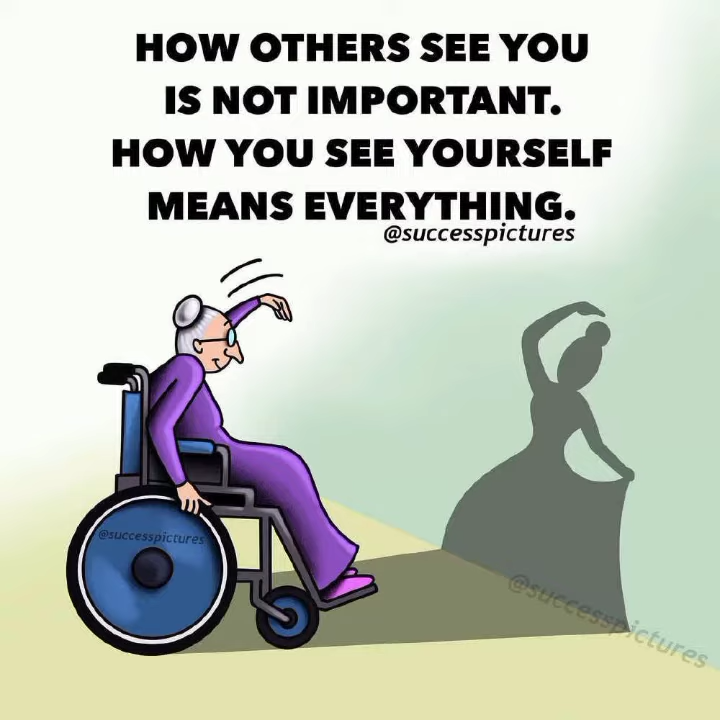 HOW OTHERS SEE YOU
IS NOT IMPORTANT.
HOW YOU SEE YOURSELF
MEANS EVERYTHING.
@successpictures
@successpictures
@successpictures